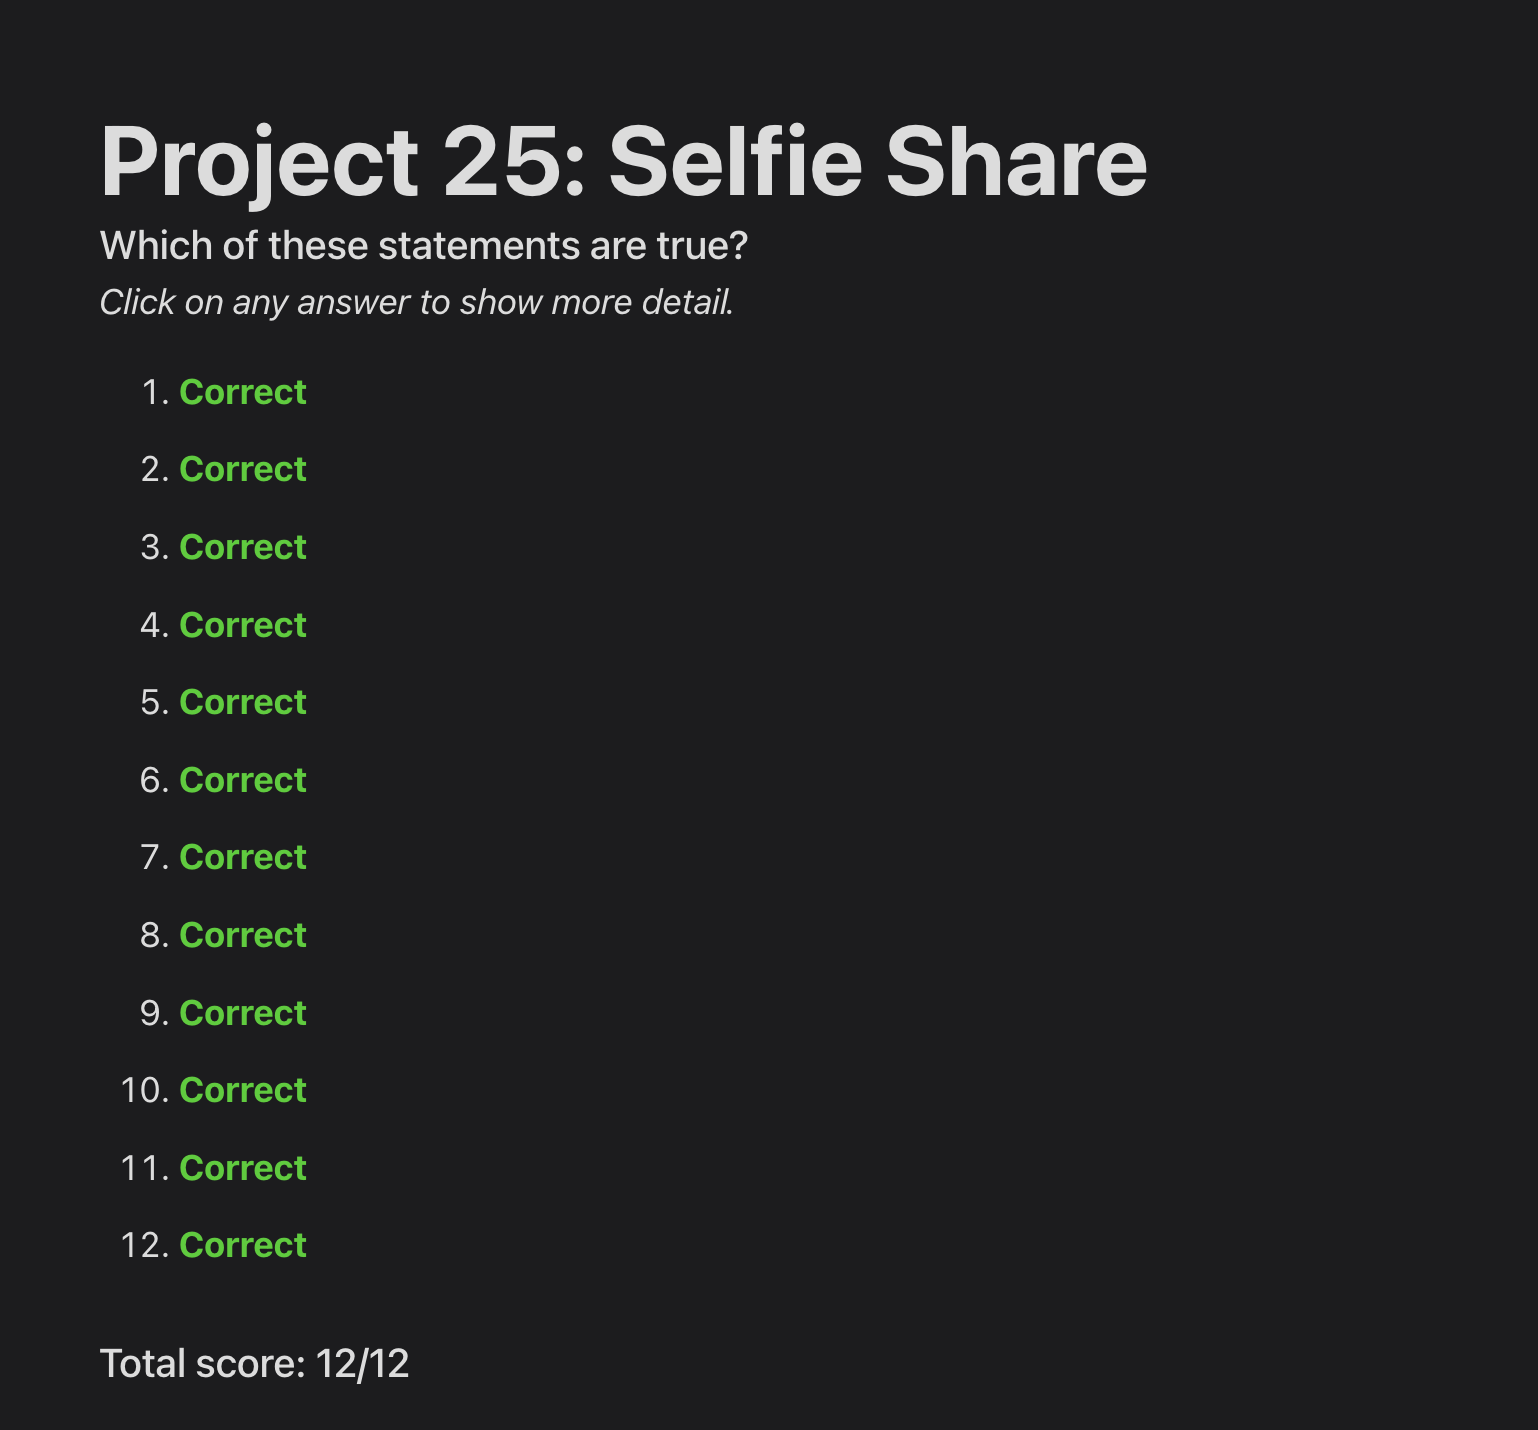 Project 25: Selfie Share
Which of these statements are true?
Click on any answer to show more detail.
1. Correct
2. Correct
3. Correct
4. Correct
5. Correct
6. Correct
7. Correct
8. Correct
9. Correct
10. Correct
11. Correct
12. Correct
Total score: 12/12